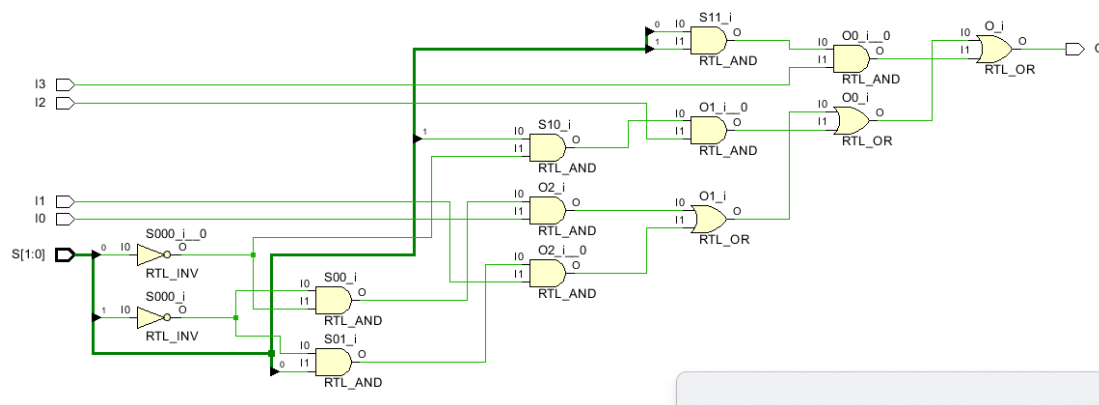 S11_i
0 I0 O
1 I1
RTL_AND
O0_i__0
I0 O
I1
RTL_AND
O_i
I0 O
I1
RTL_OR
I3
I2
O1_i__0
I0 O
I1
RTL_AND
O0_i
I0 O
I1
RTL_OR
S10_i
1 I0 O
I1
RTL_AND
I1
I0
O2_i
I0 O
I1
RTL_AND
O1_i
I0 O
I1
RTL_OR
S[1:0]
S000_i__0
0 I0 O
RTL_INV
O2_i__0
I0 O
I1
RTL_AND
S000_i
1 I0 O
RTL_INV
S00_i
I0 O
I1
RTL_AND
S01_i
I0 O
0 I1
RTL_AND